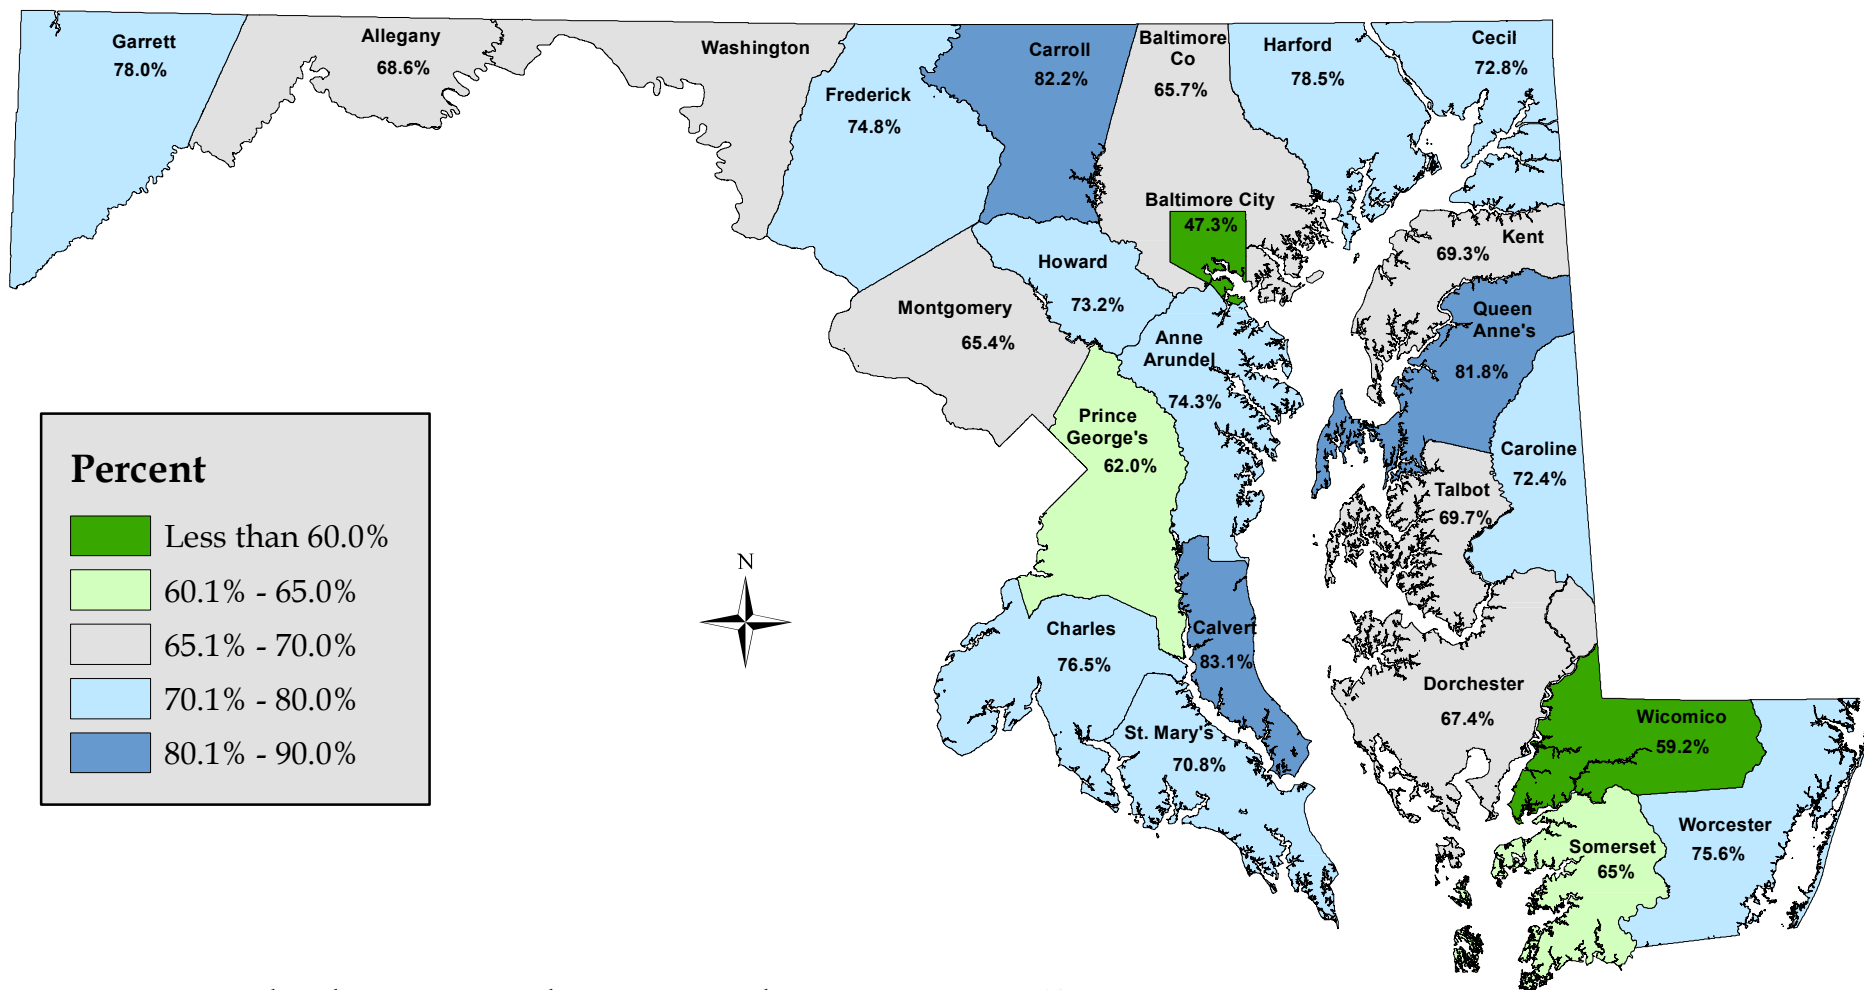 Garrett
78.0%
Allegany
68.6%
Washington
Frederick
74.8%
Carroll
82.2%
Baltimore
Co
65.7%
Harford
78.5%
Cecil
72.8%
Baltimore City
47.3%
Kent
69.3%
Howard
73.2%
Montgomery
65.4%
Anne
Arundel
74.3%
Queen
Anne's
81.8%
Prince
George's
62.0%
Caroline
72.4%
Talbot
69.7%
Percent
Less than 60.0%
60.1% - 65.0%
65.1% - 70.0%
70.1% - 80.0%
80.1% - 90.0%
N
Charles
76.5%
Calvert
83.1%
St. Mary's
70.8%
Dorchester
67.4%
Wicomico
59.2%
Somerset
65%
Worcester
75.6%